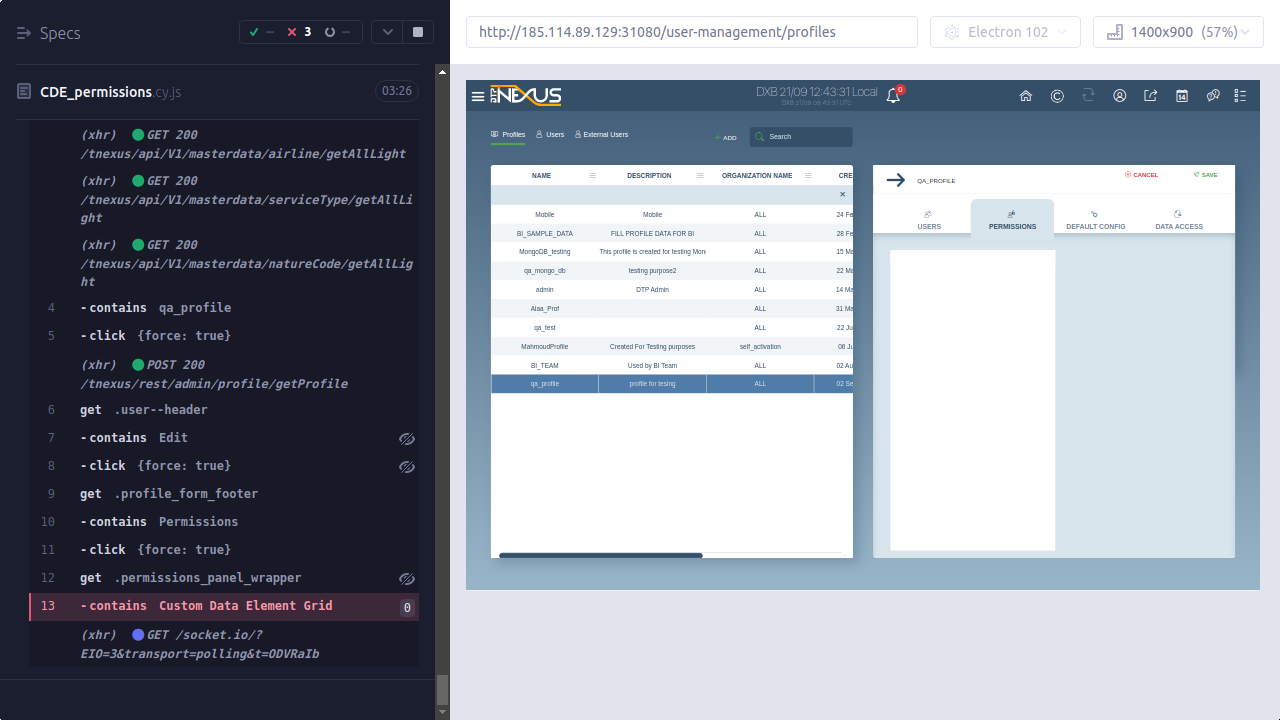 Specs
-- 3 --
CDE_permissions.cy.js 03:26
(xhr) GET 200
/tnexus/api/V1/masterdata/airline/getAllLight
(xhr) GET 200
/tnexus/api/V1/masterdata/serviceType/getAllLi
ght
(xhr) GET 200
/tnexus/api/V1/masterdata/natureCode/getAllLig
ht
4 -contains qa_profile
5 -click {force: true}
(xhr) POST 200
/tnexus/rest/admin/profile/getProfile
6 get .user--header
7 -contains Edit
8 -click {force: true}
9 get .profile_form_footer
10 -contains Permissions
11 -click {force: true}
12 get .permissions_panel_wrapper
13 -contains Custom Data Element Grid 0
(xhr) GET /socket.io/?
EIO=3&transport=polling&t=ODVRaIb
http://185.114.89.129:31080/user-management/profiles
Electron 102
1400x900 (57%)
NEXUS
DXB 21/09 12:43:31 Local
DXB 21/09 08:43:31 UTC
0
14
Profiles Users External Users
ADD
Search
NAME DESCRIPTION ORGANIZATION NAME CRE
×
Mobile Mobile ALL 24 Fe
BI_SAMPLE_DATA FILL PROFILE DATA FOR BI ALL 28 Fe
MongoDB_testing This profile is created for testing Mon ALL 15 Ma
qa_mongo_db testing purpose2 ALL 22 Ma
admin DTP Admin ALL 14 Ma
Alaa_Prof ALL 31 Ma
qa_test ALL 22 Ju
MahmoudProfile Created For Testing purposes self_activation 06 Ju
BI_TEAM Used by BI Team ALL 02 Au
qa_profile profile for tesing ALL 02 Se
QA_PROFILE
CANCEL
SAVE
USERS PERMISSIONS DEFAULT CONFIG DATA ACCESS